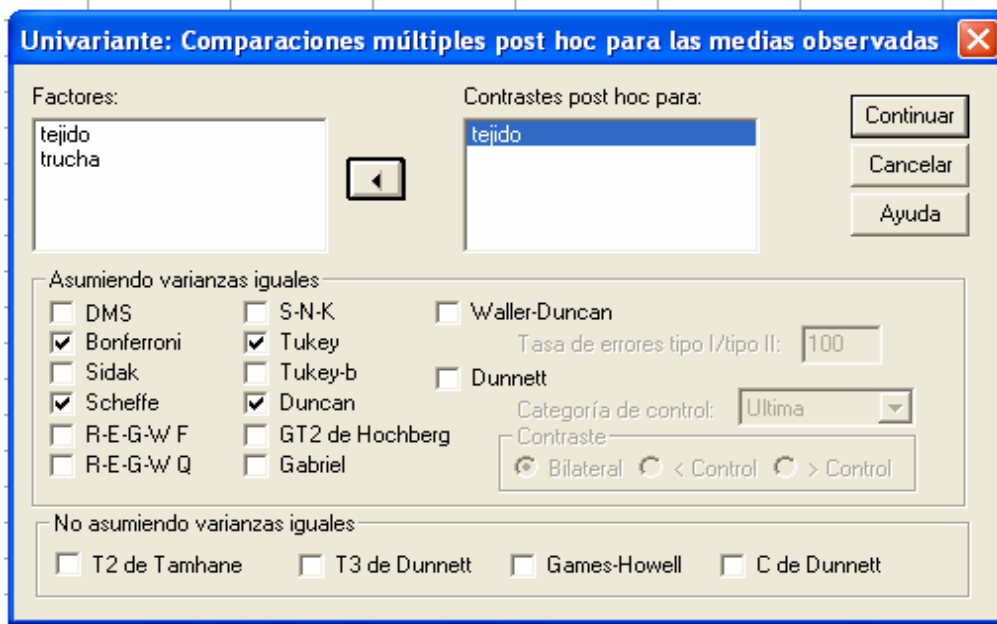 Univariante: Comparaciones múltiples post hoc para las medias observadas
Factores:
tejido
trucha
Contrastes post hoc para:
tejido
Continuar
Cancelar
Ayuda
Asumiendo varianzas iguales
DMS
Bonferroni
Sidak
Scheffe
R-E-G-W F
R-E-G-W Q
S-N-K
Tukey
Tukey-b
Duncan
GT2 de Hochberg
Gabriel
Waller-Duncan
Tasa de errores tipo I/tipo II: 100
Dunnett
Categoría de control: Ultima
Contraste
Bilateral < Control > Control
No asumiendo varianzas iguales
T2 de Tamhane T3 de Dunnett Games-Howell C de Dunnett